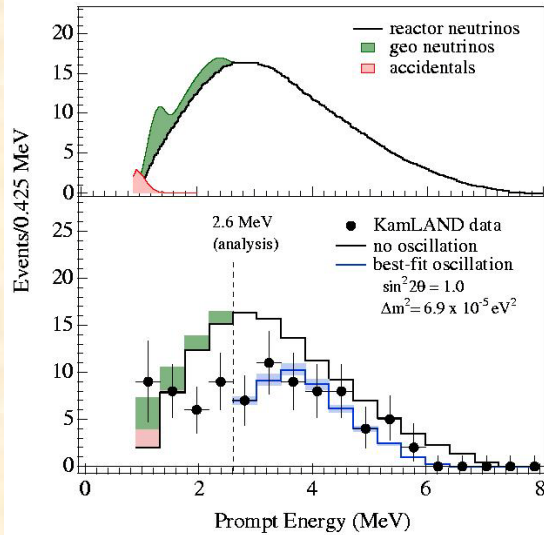 Events/0.425 MeV
20
15
10
5
0
reactor neutrinos
geo neutrinos
accidentals
25
20
15
10
5
0
2.6 MeV
(analysis)
KamLAND data
no oscillation
best-fit oscillation
sin²2θ = 1.0
Δm² = 6.9 x 10⁻⁵ eV²
0 2 4 6 8
Prompt Energy (MeV)